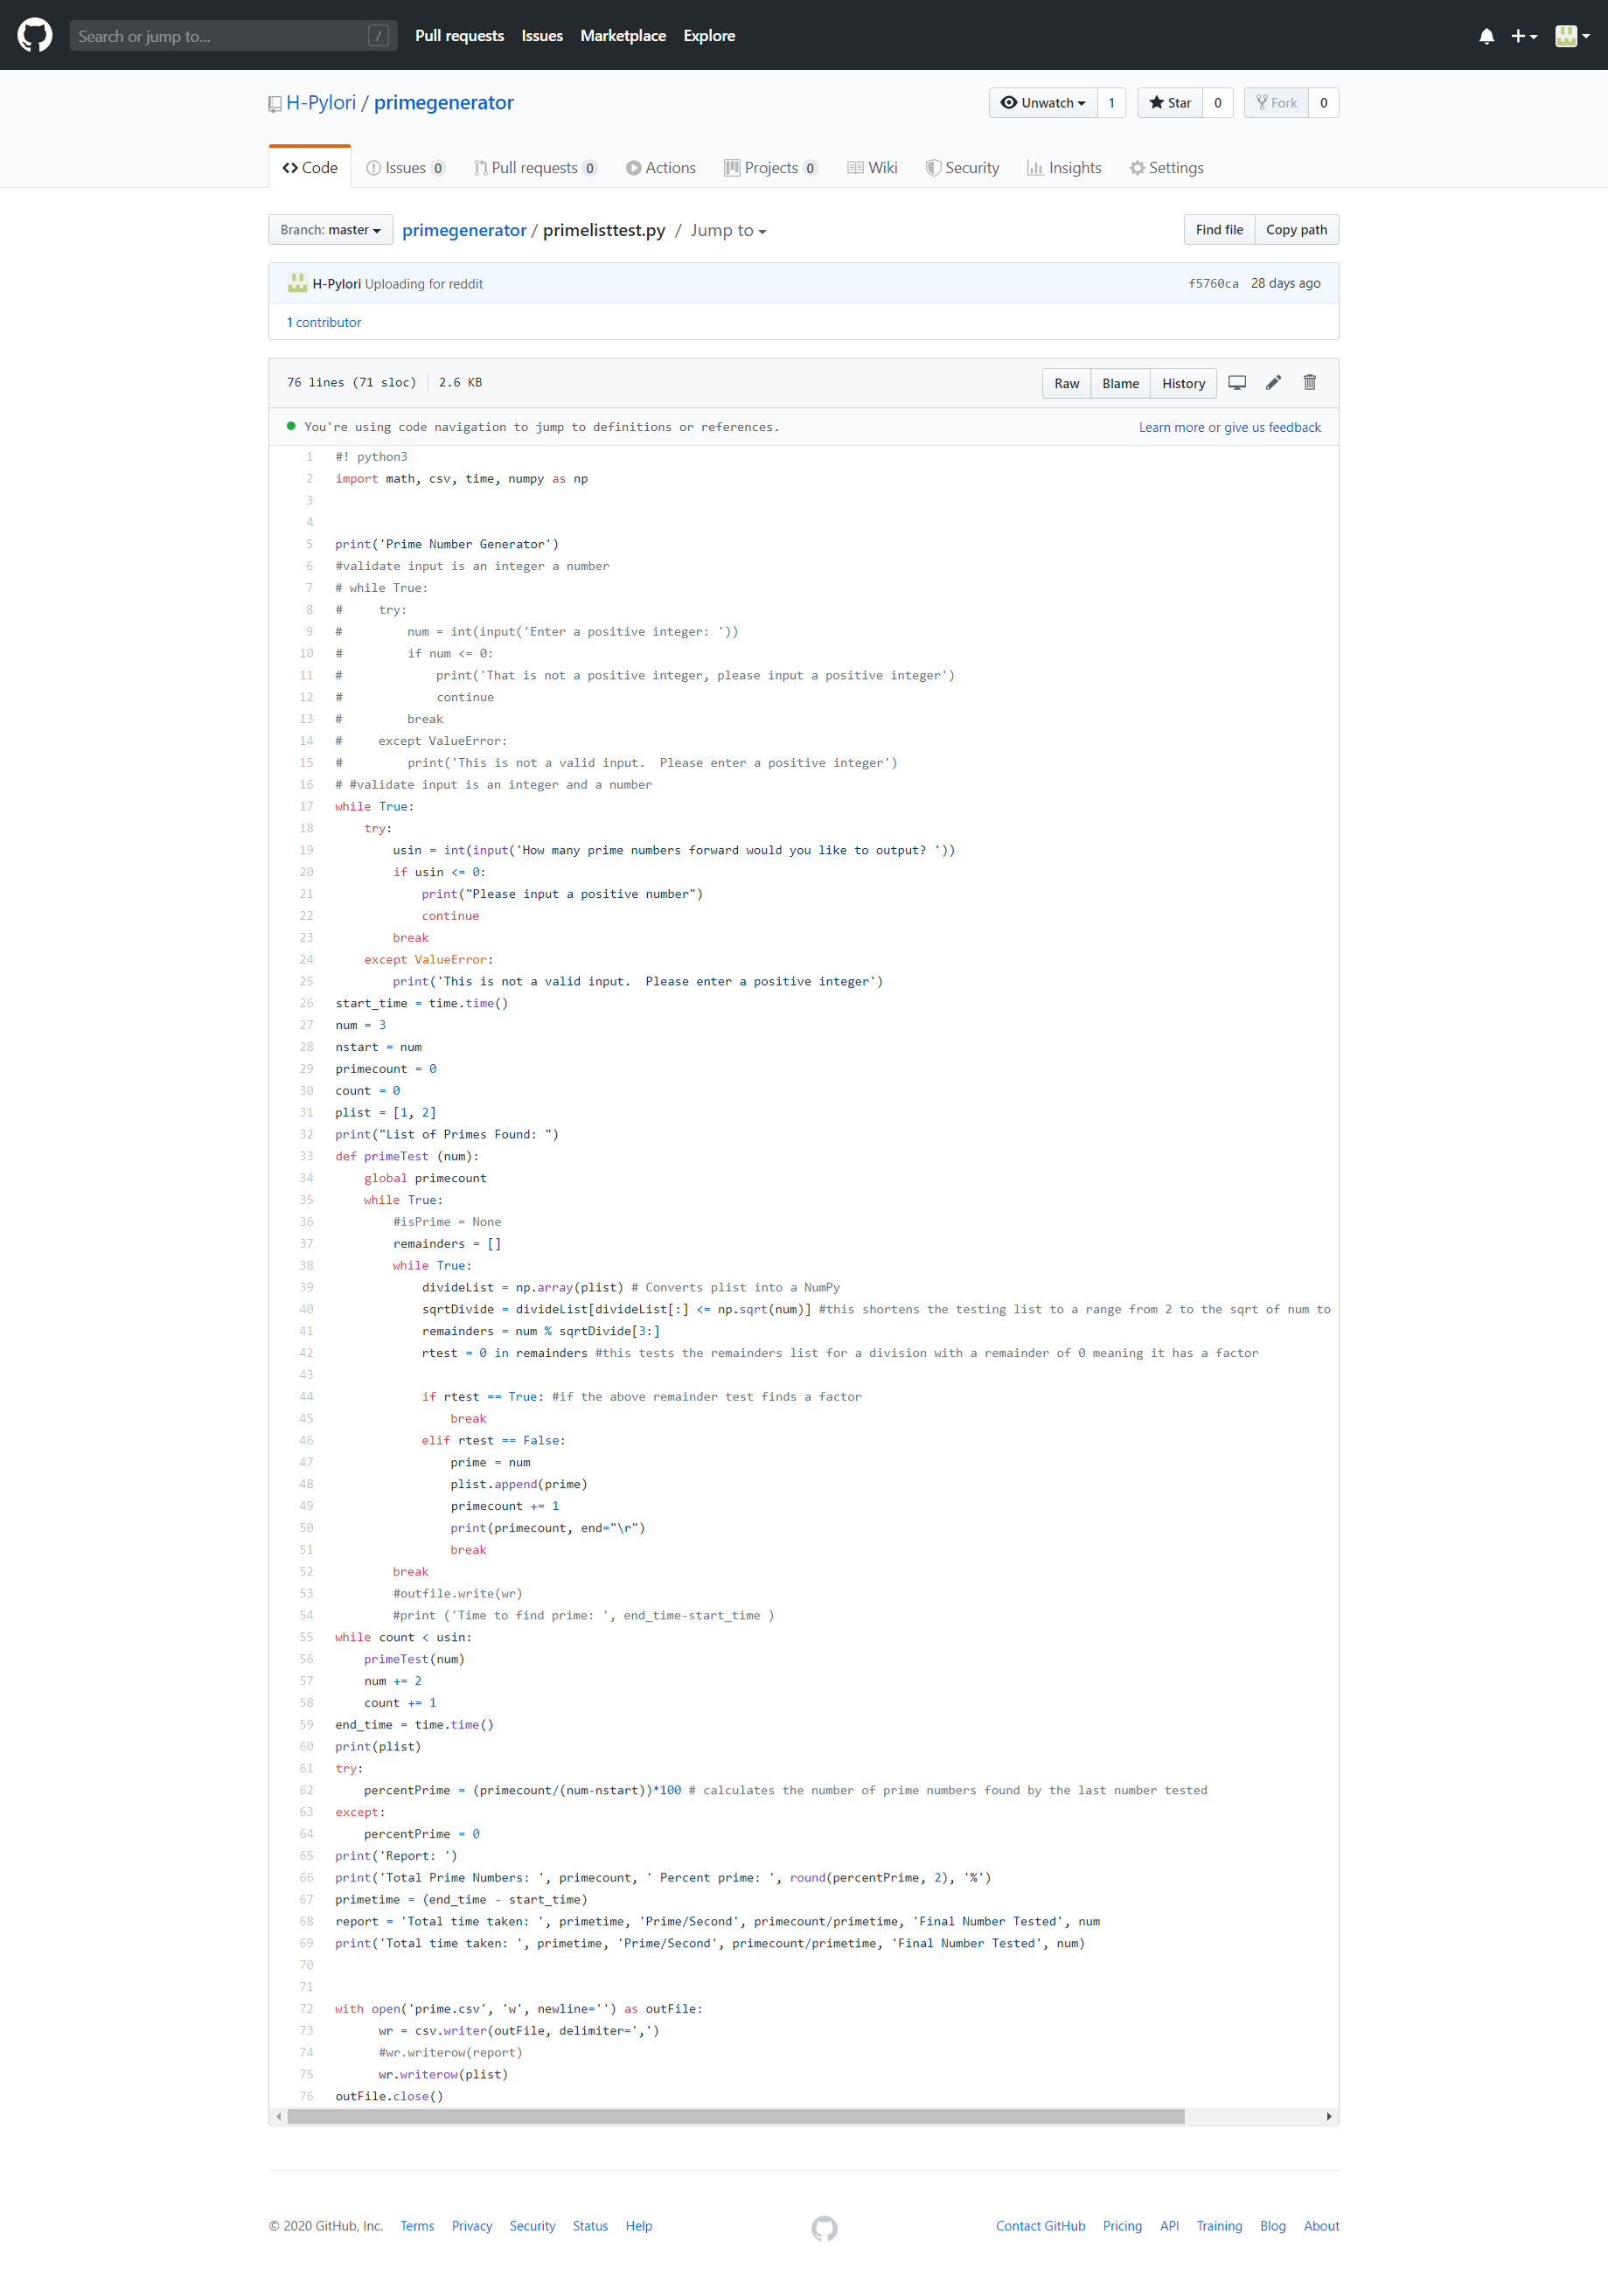 Search or jump to... / Pull requests Issues Marketplace Explore
H-Pylori / primegenerator Unwatch 1 Star 0 Fork 0
Code Issues 0 Pull requests 0 Actions Projects 0 Wiki Security Insights Settings
Branch: master primegenerator / primelisttest.py / Jump to Find file Copy path
H-Pylori Uploading for reddit f5760ca 28 days ago
1 contributor
76 lines (71 sloc) 2.6 KB Raw Blame History
You're using code navigation to jump to definitions or references. Learn more or give us feedback
1 #! python3
2 import math, csv, time, numpy as np
3
4
5 print('Prime Number Generator')
6 #validate input is an integer a number
7 # while True:
8 #     try:
9 #         num = int(input('Enter a positive integer: '))
10 #         if num <= 0:
11 #             print('That is not a positive integer, please input a positive integer')
12 #             continue
13 #         break
14 #     except ValueError:
15 #         print('This is not a valid input.  Please enter a positive integer')
16 # #validate input is an integer and a number
17 while True:
18     try:
19         usin = int(input('How many prime numbers forward would you like to output? '))
20         if usin <= 0:
21             print("Please input a positive number")
22             continue
23         break
24     except ValueError:
25         print('This is not a valid input.  Please enter a positive integer')
26 start_time = time.time()
27 num = 3
28 nstart = num
29 primecount = 0
30 count = 0
31 plist = [1, 2]
32 print("List of Primes Found: ")
33 def primeTest (num):
34     global primecount
35     while True:
36         #isPrime = None
37         remainders = []
38         while True:
39             divideList = np.array(plist) # Converts plist into a NumPy
40             sqrtDivide = divideList[divideList[:] <= np.sqrt(num)] #this shortens the testing list to a range from 2 to the sqrt of num to
41             remainders = num % sqrtDivide[3:]
42             rtest = 0 in remainders #this tests the remainders list for a division with a remainder of 0 meaning it has a factor
43
44             if rtest == True: #if the above remainder test finds a factor
45                 break
46             elif rtest == False:
47                 prime = num
48                 plist.append(prime)
49                 primecount += 1
50                 print(primecount, end="\r")
51                 break
52         break
53         #outfile.write(wr)
54         #print ('Time to find prime: ', end_time-start_time )
55 while count < usin:
56     primeTest(num)
57     num += 2
58     count += 1
59 end_time = time.time()
60 print(plist)
61 try:
62     percentPrime = (primecount/(num-nstart))*100 # calculates the number of prime numbers found by the last number tested
63 except:
64     percentPrime = 0
65 print('Report: ')
66 print('Total Prime Numbers: ', primecount, ' Percent prime: ', round(percentPrime, 2), '%')
67 primetime = (end_time - start_time)
68 report = 'Total time taken: ', primetime, 'Prime/Second', primecount/primetime, 'Final Number Tested', num
69 print('Total time taken: ', primetime, 'Prime/Second', primecount/primetime, 'Final Number Tested', num)
70
71
72 with open('prime.csv', 'w', newline='') as outFile:
73       wr = csv.writer(outFile, delimiter=',')
74       #wr.writerow(report)
75       wr.writerow(plist)
76 outFile.close()
© 2020 GitHub, Inc. Terms Privacy Security Status Help Contact GitHub Pricing API Training Blog About